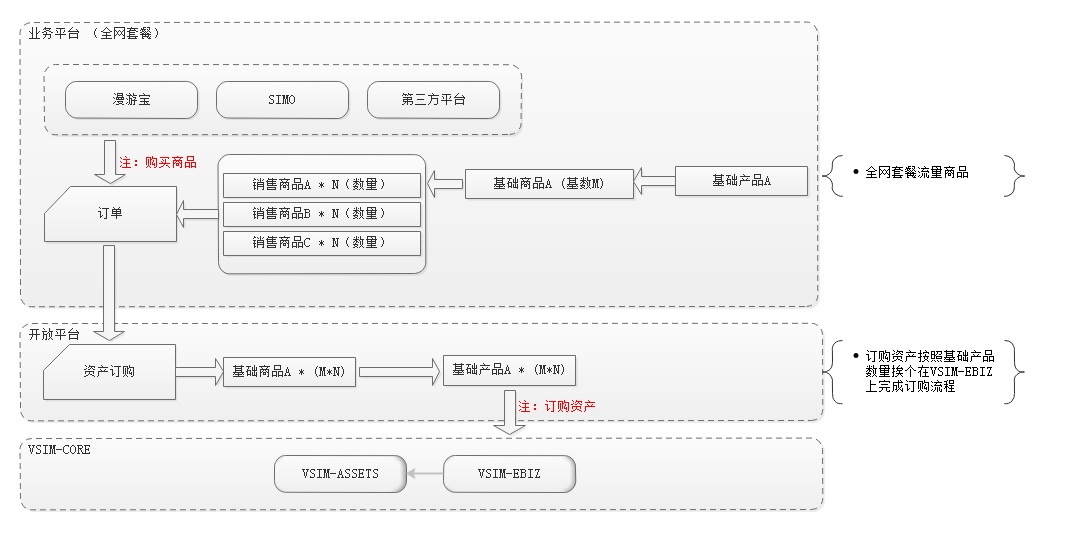 业务平台 （全网套餐）
漫游宝
SIMO
第三方平台
注：购买商品
订单
销售商品A * N（数量）
销售商品B * N（数量）
销售商品C * N（数量）
基础商品A (基数M)
基础产品A
• 全网套餐流量商品
开放平台
资产订购
基础商品A * (M*N)
基础产品A * (M*N)
注：订购资产
• 订购资产按照基础产品
数量挨个在VSIM-EBIZ
上完成订购流程
VSIM-CORE
VSIM-ASSETS
VSIM-EBIZ